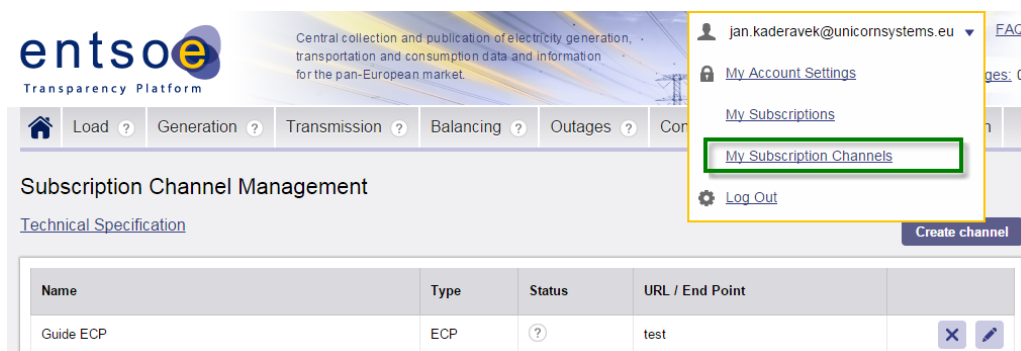 entsoe
Transparency Platform
Central collection and publication of electricity generation,
transportation and consumption data and information
for the pan-European market.
jan.kaderavek@unicornsystems.eu
FAQ
My Account Settings
ges: 0
My Subscriptions
My Subscription Channels
Log Out
Load ?
Generation ?
Transmission ?
Balancing ?
Outages ?
Con
n
Subscription Channel Management
Technical Specification
Create channel
Name Type Status URL / End Point
Guide ECP ECP ? test